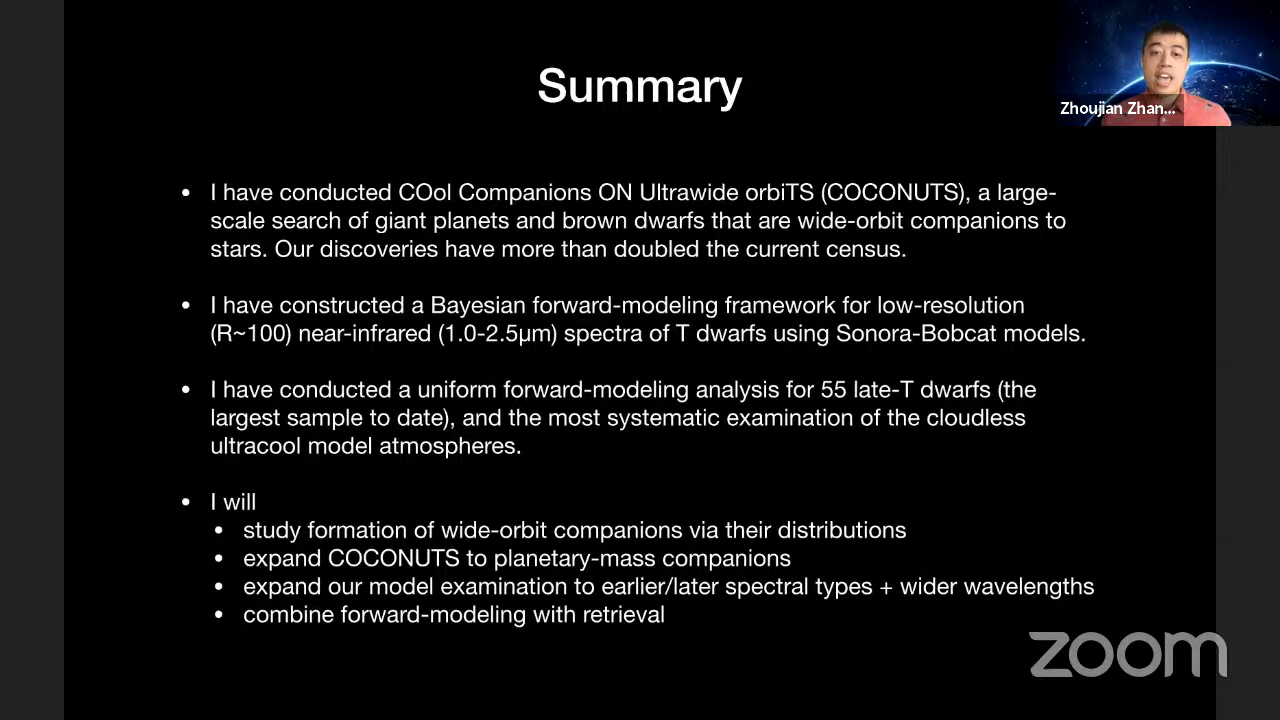 Summary
Zhoujian Zhan...
• I have conducted COol Companions ON Ultrawide orbiTS (COCONUTS), a large-
scale search of giant planets and brown dwarfs that are wide-orbit companions to
stars. Our discoveries have more than doubled the current census.
• I have constructed a Bayesian forward-modeling framework for low-resolution
(R~100) near-infrared (1.0-2.5μm) spectra of T dwarfs using Sonora-Bobcat models.
• I have conducted a uniform forward-modeling analysis for 55 late-T dwarfs (the
largest sample to date), and the most systematic examination of the cloudless
ultracool model atmospheres.
• I will
• study formation of wide-orbit companions via their distributions
• expand COCONUTS to planetary-mass companions
• expand our model examination to earlier/later spectral types + wider wavelengths
• combine forward-modeling with retrieval
zoom